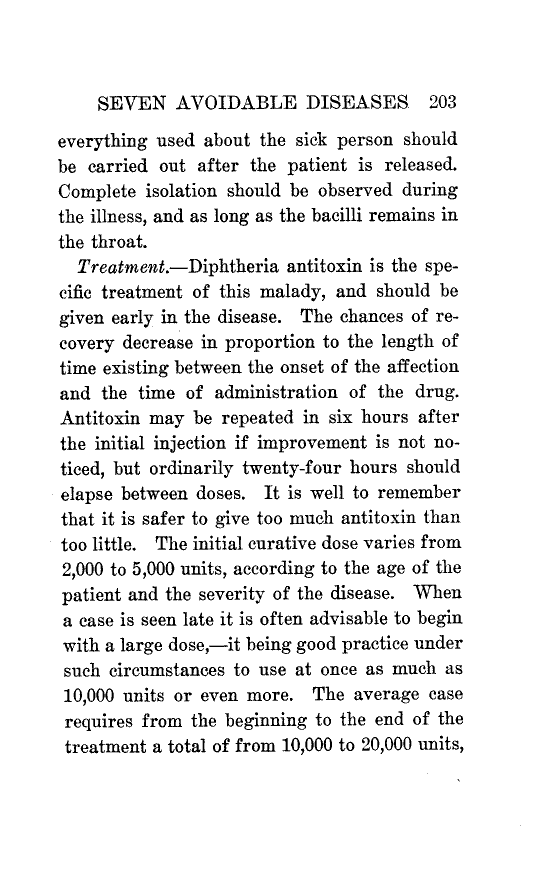 SEVEN AVOIDABLE DISEASES 203
everything used about the sick person should
be carried out after the patient is released.
Complete isolation should be observed during
the illness, and as long as the bacilli remains in
the throat.
Treatment.—Diphtheria antitoxin is the spe-
cific treatment of this malady, and should be
given early in the disease. The chances of re-
covery decrease in proportion to the length of
time existing between the onset of the affection
and the time of administration of the drug.
Antitoxin may be repeated in six hours after
the initial injection if improvement is not no-
ticed, but ordinarily twenty-four hours should
elapse between doses. It is well to remember
that it is safer to give too much antitoxin than
too little. The initial curative dose varies from
2,000 to 5,000 units, according to the age of the
patient and the severity of the disease. When
a case is seen late it is often advisable to begin
with a large dose,—it being good practice under
such circumstances to use at once as much as
10,000 units or even more. The average case
requires from the beginning to the end of the
treatment a total of from 10,000 to 20,000 units,